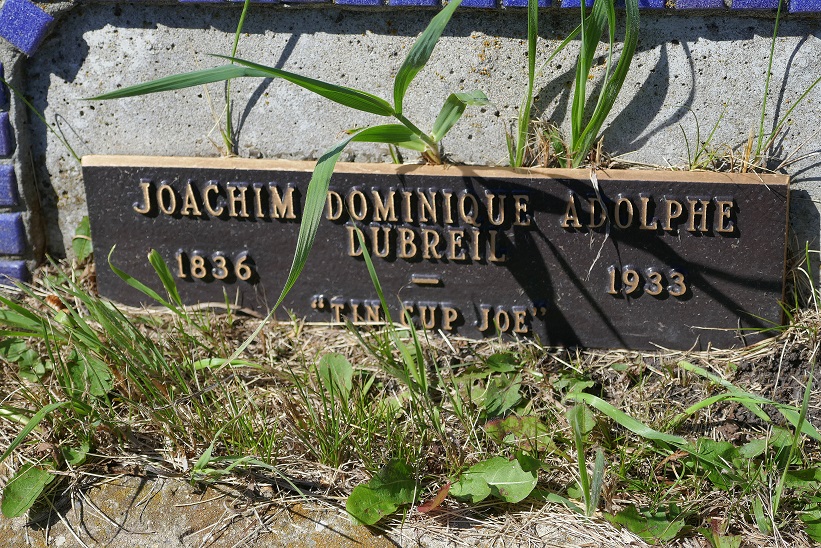 JOACHIM DOMINIQUE ADOLPHE
DUBREIL
1836 — 1933
"TIN CUP JOE"